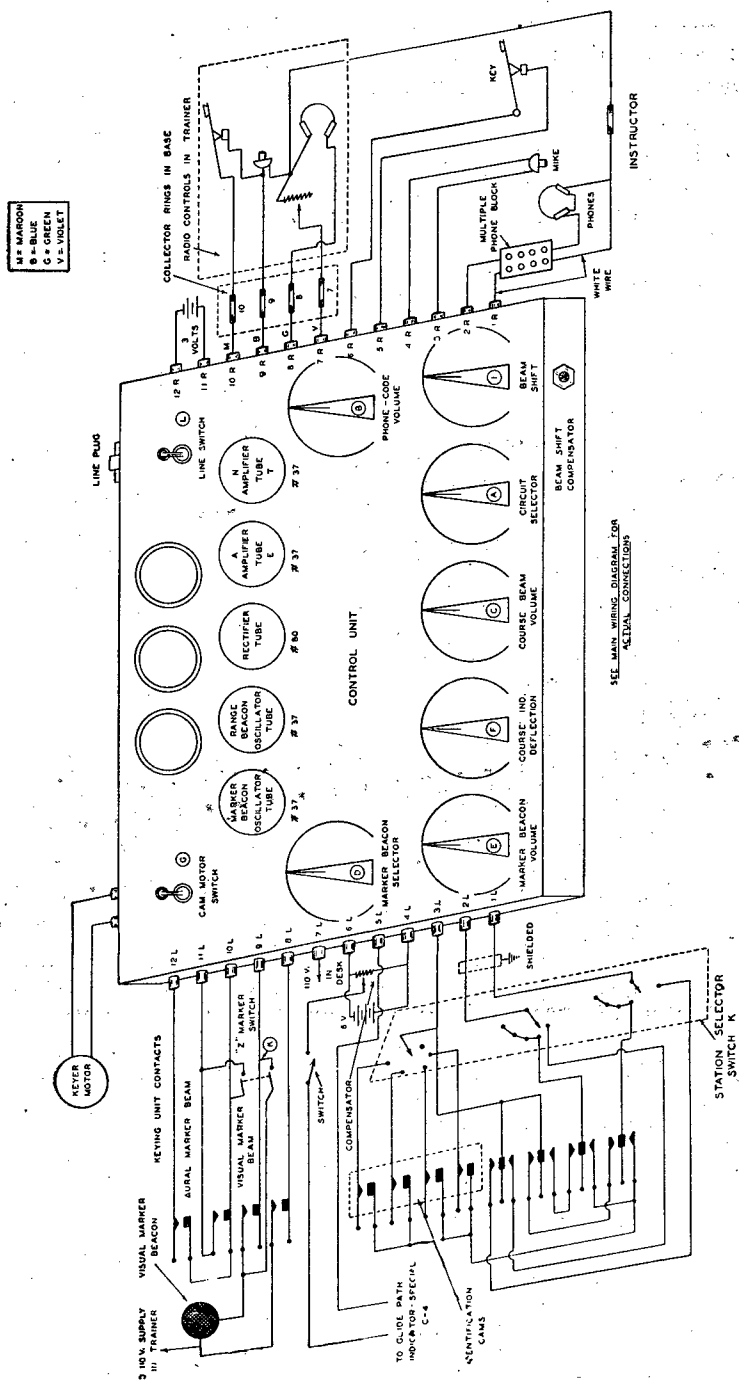 M = MAROON
B = BLUE
G = GREEN
V = VIOLET
COLLECTOR RINGS IN BASE
RADIO CONTROLS IN TRAINER
KEY
MIKE
MULTIPLE
PHONE BLOCK
PHONES
WHITE
WIRE
INSTRUCTOR
3
VOLTS
10
9
8
7
M
B
G
V
12 R
11 R
10 R
9 R
8 R
7 R
6 R
5 R
4 R
3 R
2 R
1 R
LINE PLUG
L
LINE SWITCH
N
AMPLIFIER
TUBE
T
# 37
A
AMPLIFIER
TUBE
E
# 37
RECTIFIER
TUBE
# 80
RANGE
BEACON
OSCILLATOR
TUBE
# 37
MARKER
BEACON
OSCILLATOR
TUBE
# 37
G
CAM MOTOR
SWITCH
CONTROL UNIT
B
PHONE-CODE
VOLUME
D
MARKER BEACON
SELECTOR
I
BEAM
SHIFT
A
CIRCUIT
SELECTOR
C
COURSE BEAM
VOLUME
F
COURSE IND.
DEFLECTION
E
MARKER BEACON
VOLUME
BEAM SHIFT
COMPENSATOR
SEE MAIN WIRING DIAGRAM FOR
ACTUAL CONNECTIONS
KEYER
MOTOR
12 L
11 L
10 L
9 L
8 L
7 L
6 L
5 L
4 L
3 L
2 L
1 L
KEYING UNIT CONTACTS
AURAL MARKER BEAM
VISUAL MARKER
BEAM
"Z" MARKER
SWITCH
K
VISUAL MARKER
BEACON
110 V. SUPPLY
TRAINER
110 V.
IN
DESK
6 V
SWITCH
COMPENSATOR
SHIELDED
STATION SELECTOR
SWITCH K
TO GLIDE PATH
INDICATOR-SPECIAL
C-4
CAMS